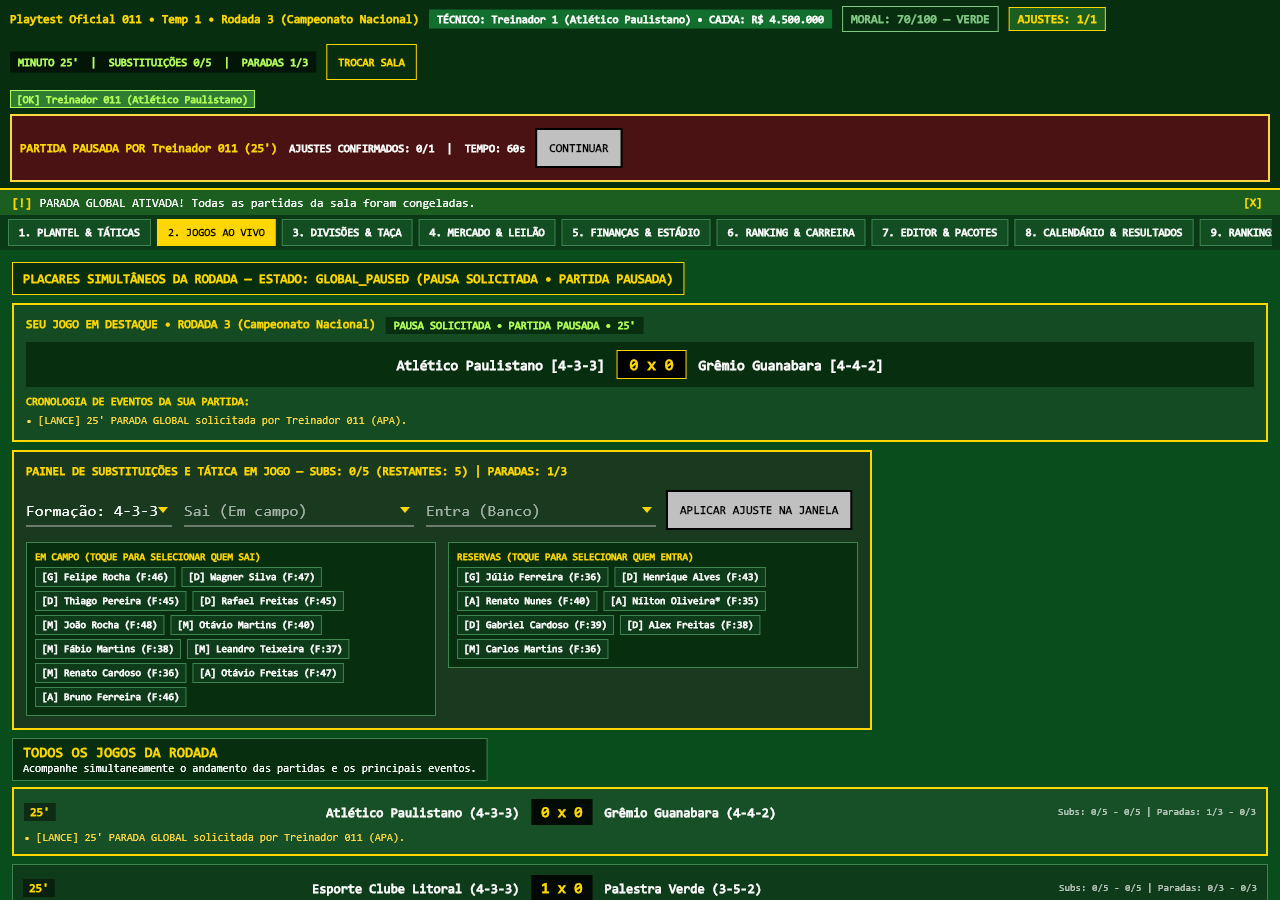 Playtest Oficial 011 • Temp 1 • Rodada 3 (Campeonato Nacional) TÉCNICO: Treinador 1 (Atlético Paulistano) • CAIXA: R$ 4.500.000 MORAL: 70/100 — VERDE AJUSTES: 1/1
MINUTO 25' | SUBSTITUIÇÕES 0/5 | PARADAS 1/3 TROCAR SALA
[OK] Treinador 011 (Atlético Paulistano)
PARTIDA PAUSADA POR Treinador 011 (25') AJUSTES CONFIRMADOS: 0/1 | TEMPO: 60s CONTINUAR
[!] PARADA GLOBAL ATIVADA! Todas as partidas da sala foram congeladas. [X]
1. PLANTEL & TÁTICAS 2. JOGOS AO VIVO 3. DIVISÕES & TAÇA 4. MERCADO & LEILÃO 5. FINANÇAS & ESTÁDIO 6. RANKING & CARREIRA 7. EDITOR & PACOTES 8. CALENDÁRIO & RESULTADOS 9. RANKING
PLACARES SIMULTÂNEOS DA RODADA — ESTADO: GLOBAL_PAUSED (PAUSA SOLICITADA • PARTIDA PAUSADA)
SEU JOGO EM DESTAQUE • RODADA 3 (Campeonato Nacional) PAUSA SOLICITADA • PARTIDA PAUSADA • 25'
Atlético Paulistano [4-3-3] 0 x 0 Grêmio Guanabara [4-4-2]
CRONOLOGIA DE EVENTOS DA SUA PARTIDA:
• [LANCE] 25' PARADA GLOBAL solicitada por Treinador 011 (APA).
PAINEL DE SUBSTITUIÇÕES E TÁTICA EM JOGO — SUBS: 0/5 (RESTANTES: 5) | PARADAS: 1/3
Formação: 4-3-3 Sai (Em campo) Entra (Banco) APLICAR AJUSTE NA JANELA
EM CAMPO (TOQUE PARA SELECIONAR QUEM SAI)
[G] Felipe Rocha (F:46) [D] Wagner Silva (F:47)
[D] Thiago Pereira (F:45) [D] Rafael Freitas (F:45)
[M] João Rocha (F:48) [M] Otávio Martins (F:40)
[M] Fábio Martins (F:38) [M] Leandro Teixeira (F:37)
[M] Renato Cardoso (F:36) [A] Otávio Freitas (F:47)
[A] Bruno Ferreira (F:46)
RESERVAS (TOQUE PARA SELECIONAR QUEM ENTRA)
[G] Júlio Ferreira (F:36) [D] Henrique Alves (F:43)
[A] Renato Nunes (F:40) [A] Nílton Oliveira* (F:35)
[D] Gabriel Cardoso (F:39) [D] Alex Freitas (F:38)
[M] Carlos Martins (F:36)
TODOS OS JOGOS DA RODADA
Acompanhe simultaneamente o andamento das partidas e os principais eventos.
25' Atlético Paulistano (4-3-3) 0 x 0 Grêmio Guanabara (4-4-2) Subs: 0/5 - 0/5 | Paradas: 1/3 - 0/3
• [LANCE] 25' PARADA GLOBAL solicitada por Treinador 011 (APA).
25' Esporte Clube Litoral (4-3-3) 1 x 0 Palestra Verde (3-5-2) Subs: 0/5 - 0/5 | Paradas: 0/3 - 0/3